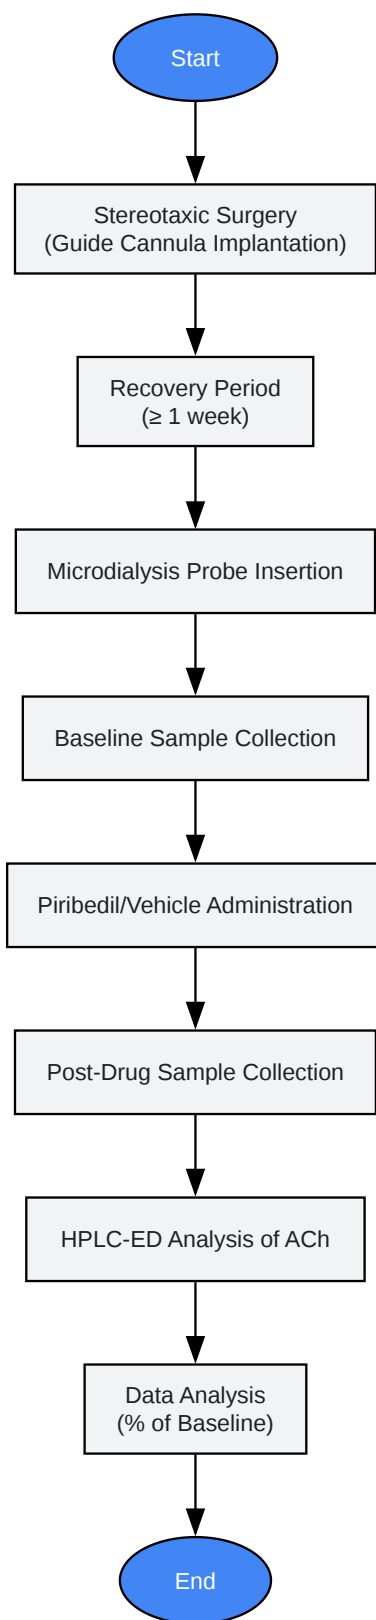 Start
Stereotaxic Surgery
(Guide Cannula Implantation)
Recovery Period
(≥ 1 week)
Microdialysis Probe Insertion
Baseline Sample Collection
Piribedil/Vehicle Administration
Post-Drug Sample Collection
HPLC-ED Analysis of ACh
Data Analysis
(% of Baseline)
End